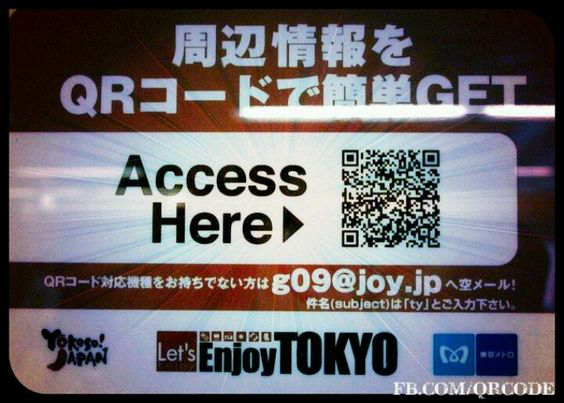 周辺情報を
QRコードで簡単GET
Access
Here▶
QRコード対応機種をお持ちでない方は g09@joy.jp へ空メール!
件名(subject)は「ty」とご入力下さい。
YOKOSO!
JAPAN
Let's
Enjoy
EnjoyTOKYO
東京メトロ
FB.COM/QRCODE